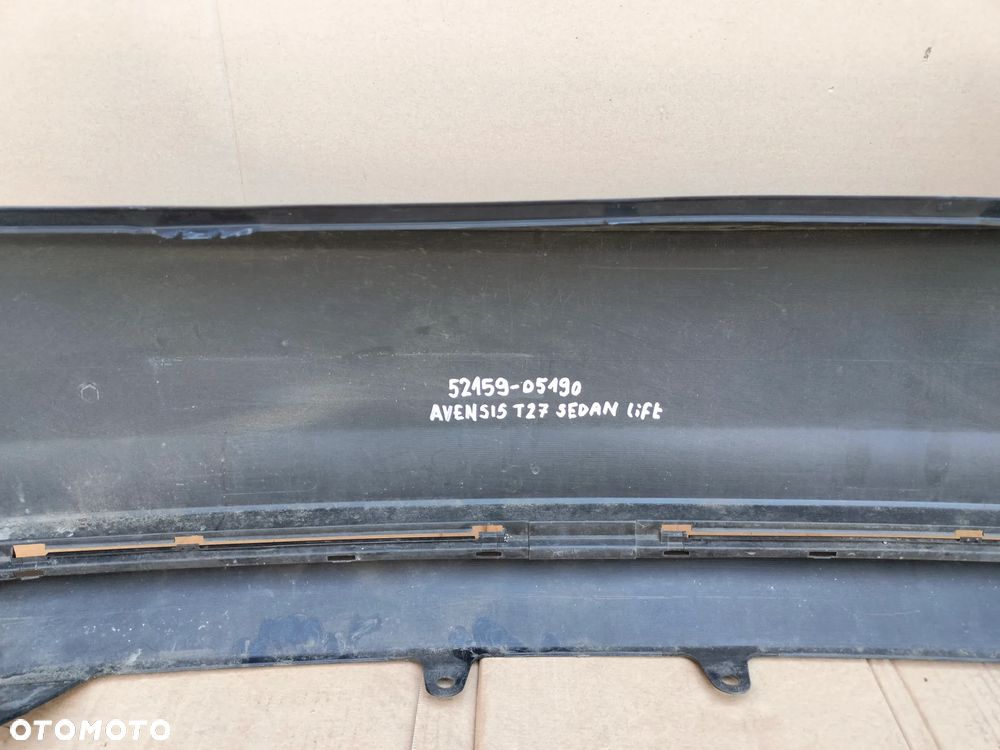 52159-05190
AVENSIS T27 SEDAN Lift
OTOMOTO